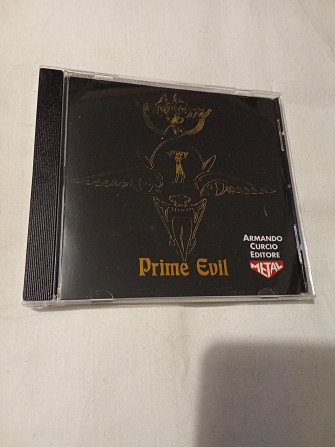 Prime Evil
ARMANDO
CURCIO
EDITORE
METAL